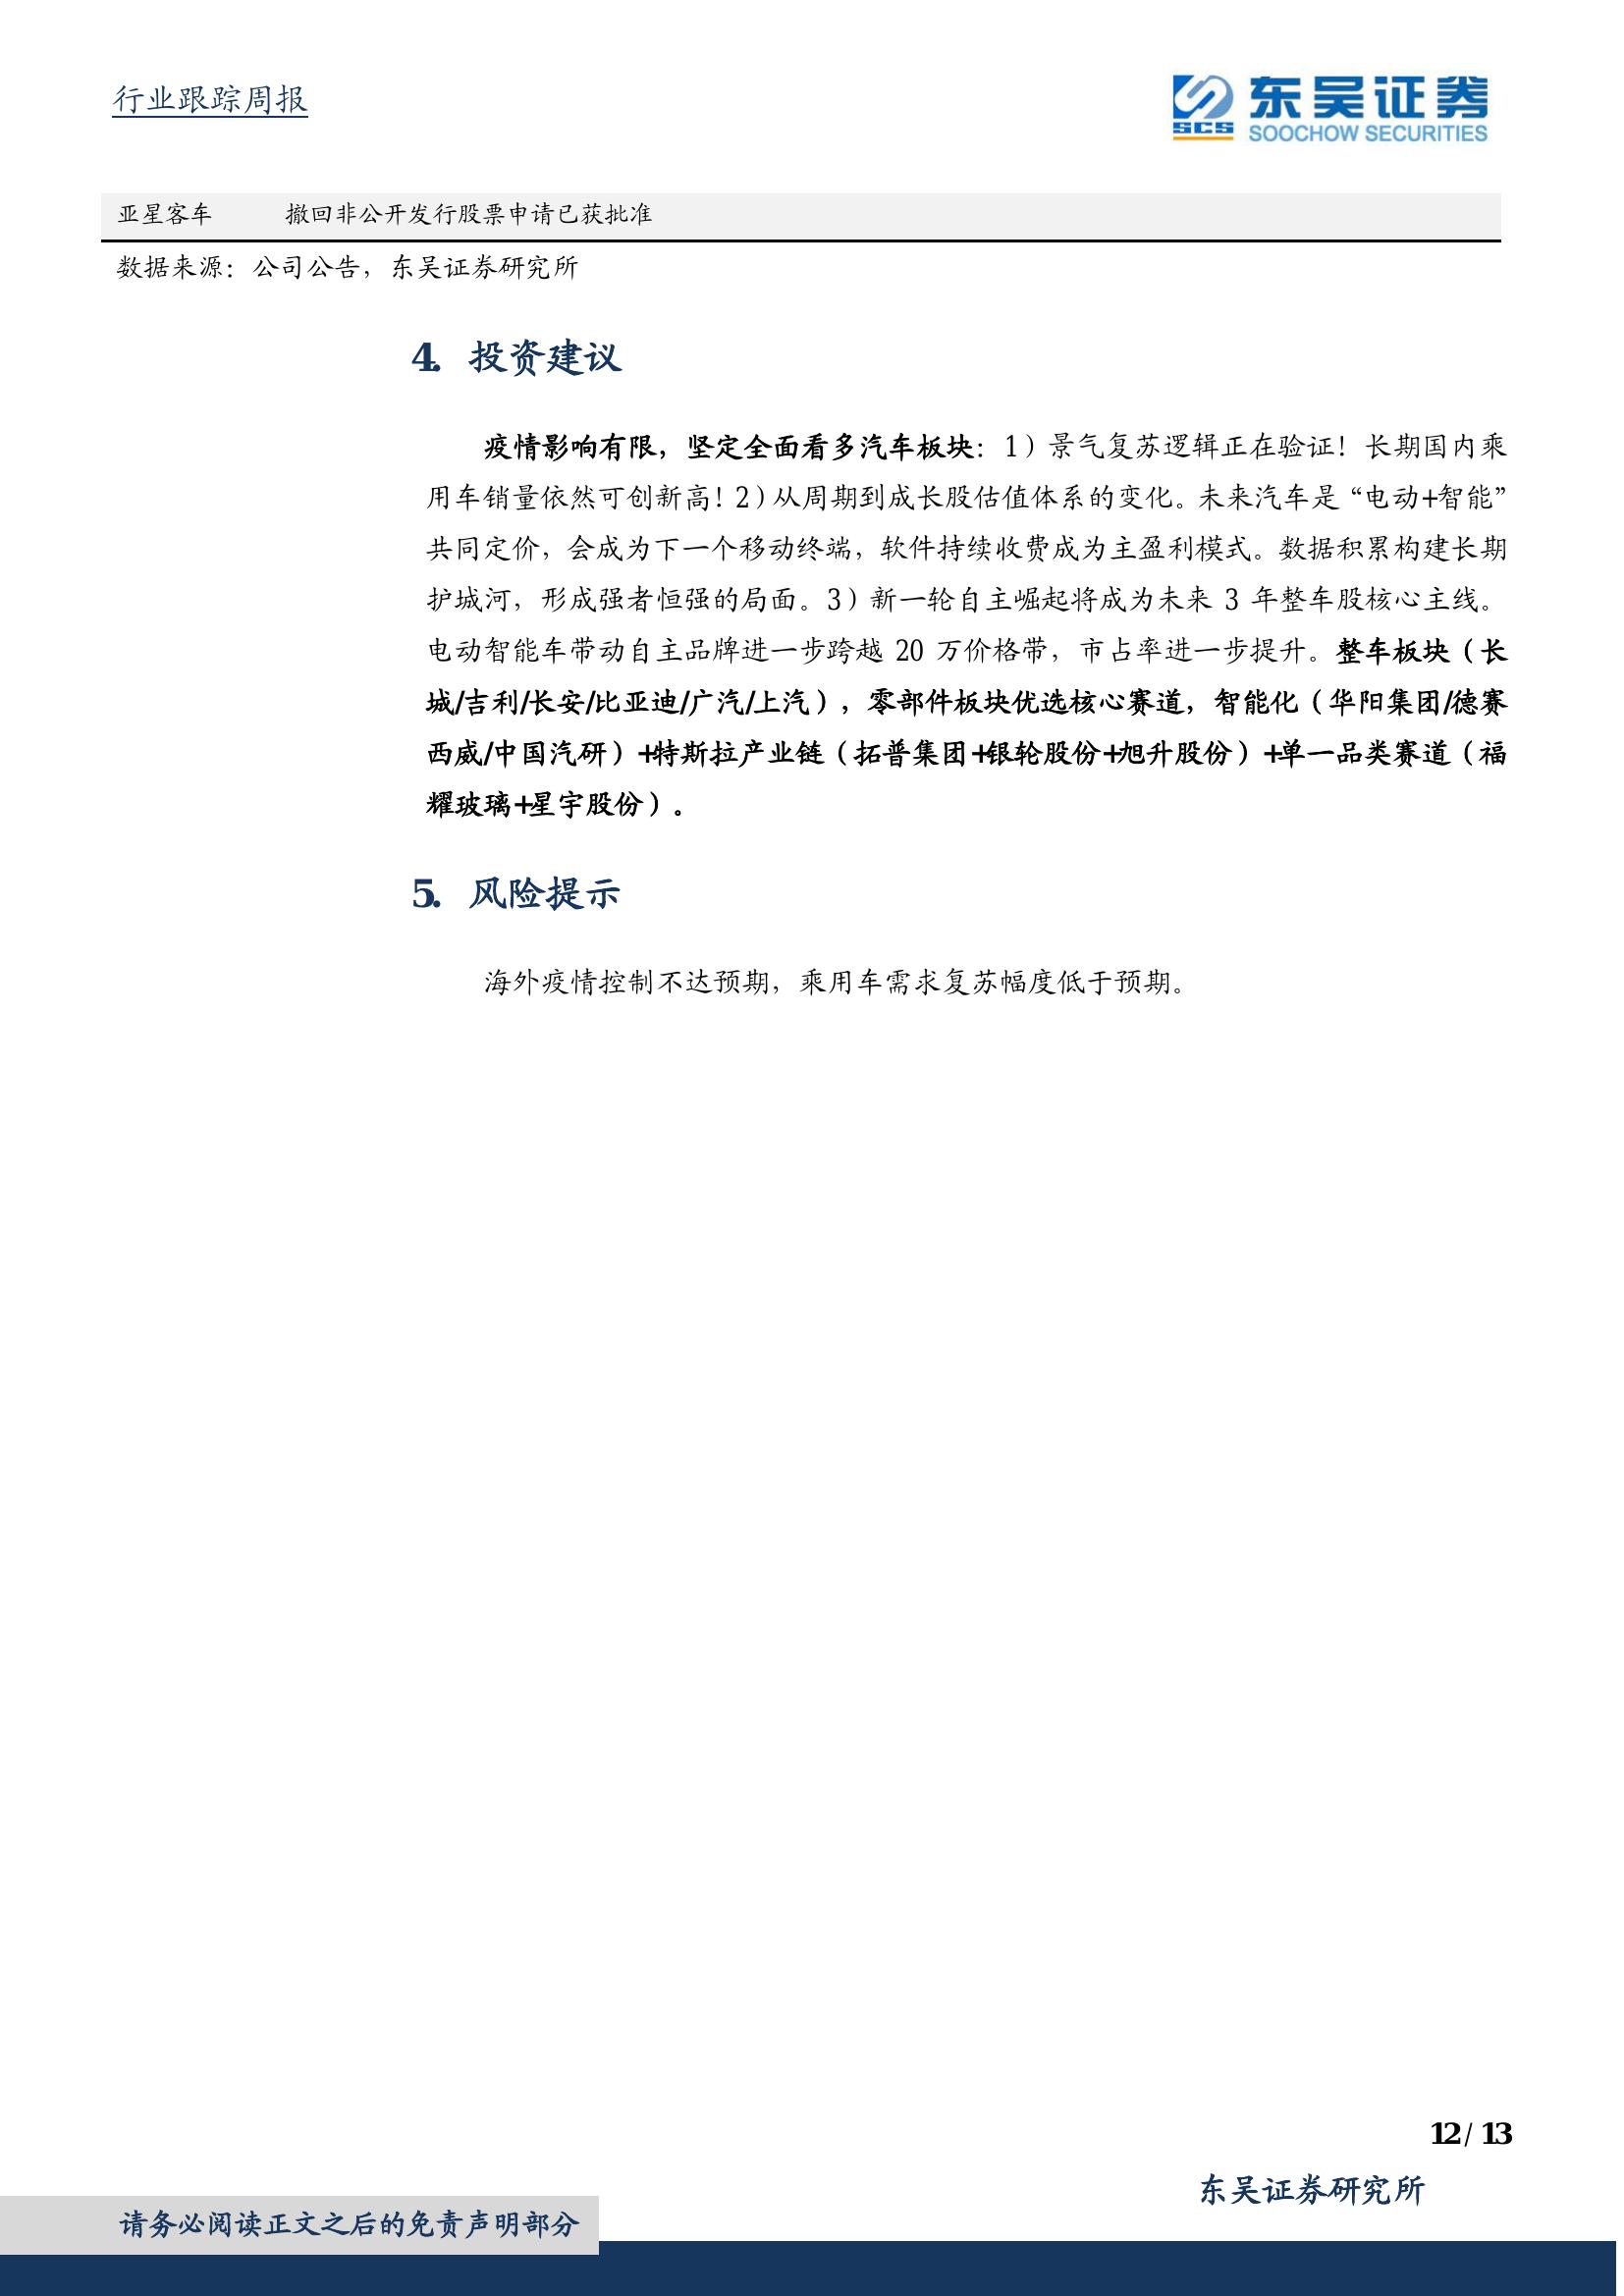 行业跟踪周报
东吴证券
SCS
SOOCHOW SECURITIES
亚星客车 撤回非公开发行股票申请已获批准
数据来源：公司公告，东吴证券研究所
4. 投资建议
疫情影响有限，坚定全面看多汽车板块：1）景气复苏逻辑正在验证！长期国内乘
用车销量依然可创新高！2）从周期到成长股估值体系的变化。未来汽车是“电动+智能”
共同定价，会成为下一个移动终端，软件持续收费成为主盈利模式。数据积累构建长期
护城河，形成强者恒强的局面。3）新一轮自主崛起将成为未来 3 年整车股核心主线。
电动智能车带动自主品牌进一步跨越 20 万价格带，市占率进一步提升。整车板块（长
城/吉利/长安/比亚迪/广汽/上汽），零部件板块优选核心赛道，智能化（华阳集团/德赛
西威/中国汽研）+特斯拉产业链（拓普集团+银轮股份+旭升股份）+单一品类赛道（福
耀玻璃+星宇股份）。
5. 风险提示
海外疫情控制不达预期，乘用车需求复苏幅度低于预期。
12 / 13
东吴证券研究所
请务必阅读正文之后的免责声明部分